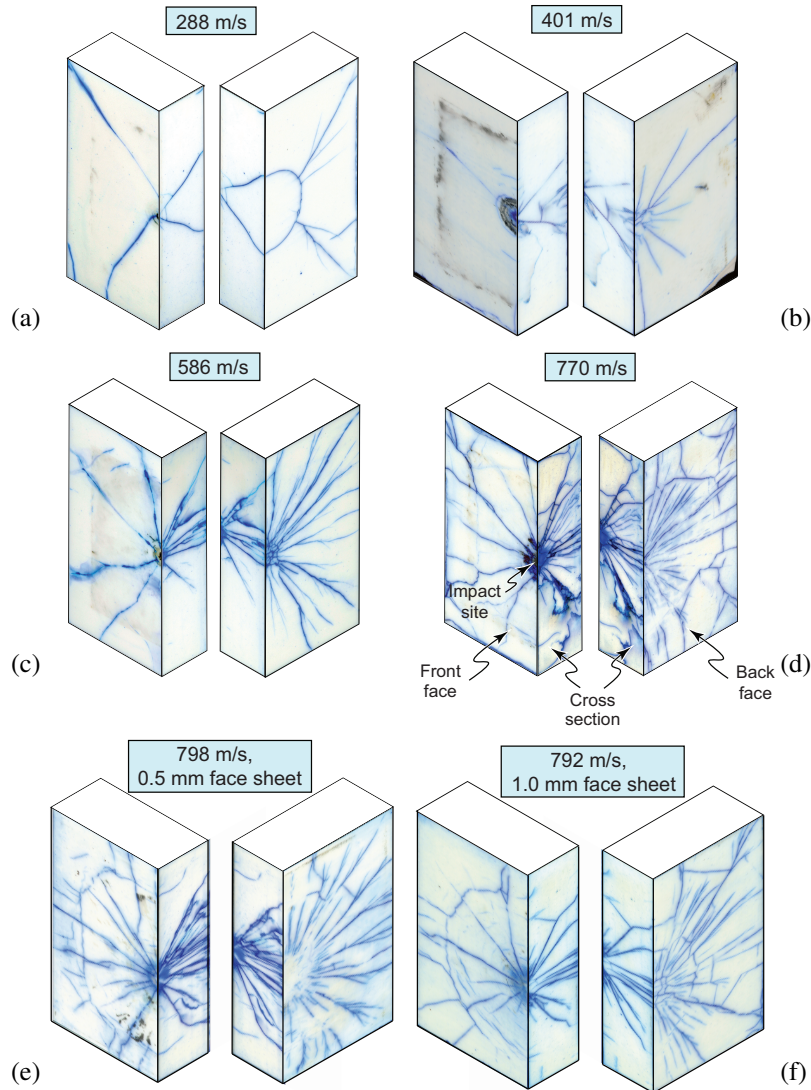 288 m/s
401 m/s
(a)
(b)
586 m/s
770 m/s
Impact
site
(c)
(d)
Front
face
Cross
section
Back
face
798 m/s,
0.5 mm face sheet
792 m/s,
1.0 mm face sheet
(e)
(f)